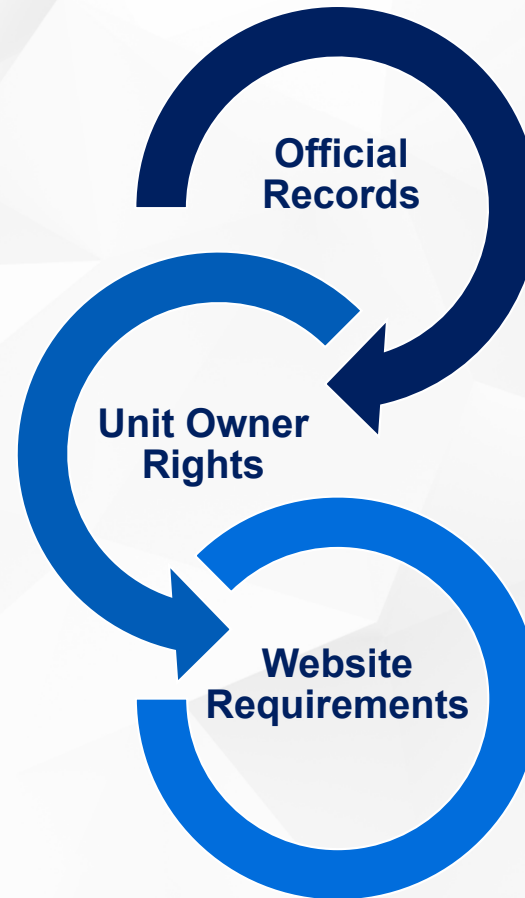 Official
Records
Unit Owner
Rights
Website
Requirements